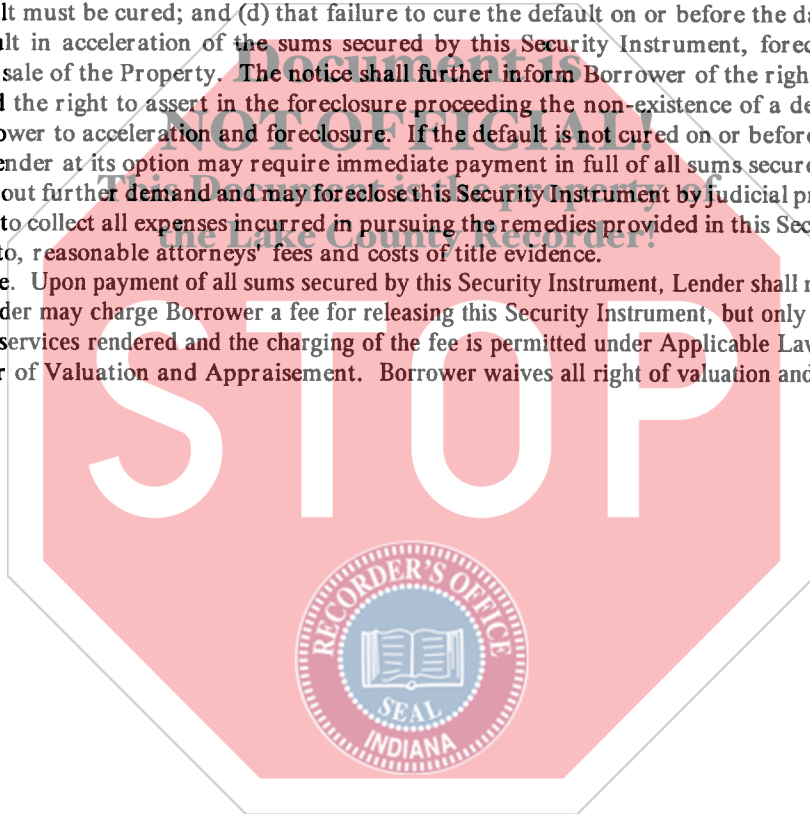 lt must be cured; and (d) that failure to cure the default on or before the da
ult in acceleration of the sums secured by this Security Instrument, forec
sale of the Property. The notice shall further inform Borrower of the righ
d the right to assert in the foreclosure proceeding the non-existence of a de
ower to acceleration and foreclosure. If the default is not cured on or before
ender at its option may require immediate payment in full of all sums secure
out further demand and may foreclose this Security Instrument by judicial pr
to collect all expenses incurred in pursuing the remedies provided in this Sec
to, reasonable attorneys' fees and costs of title evidence.
e. Upon payment of all sums secured by this Security Instrument, Lender shall r
der may charge Borrower a fee for releasing this Security Instrument, but only
services rendered and the charging of the fee is permitted under Applicable Law
r of Valuation and Appraisement. Borrower waives all right of valuation and
Document is
NOT OFFICIAL!
This Document is the property of
the Lake County Recorder!
STOP
RECORDER'S OFFICE
SEAL
INDIANA